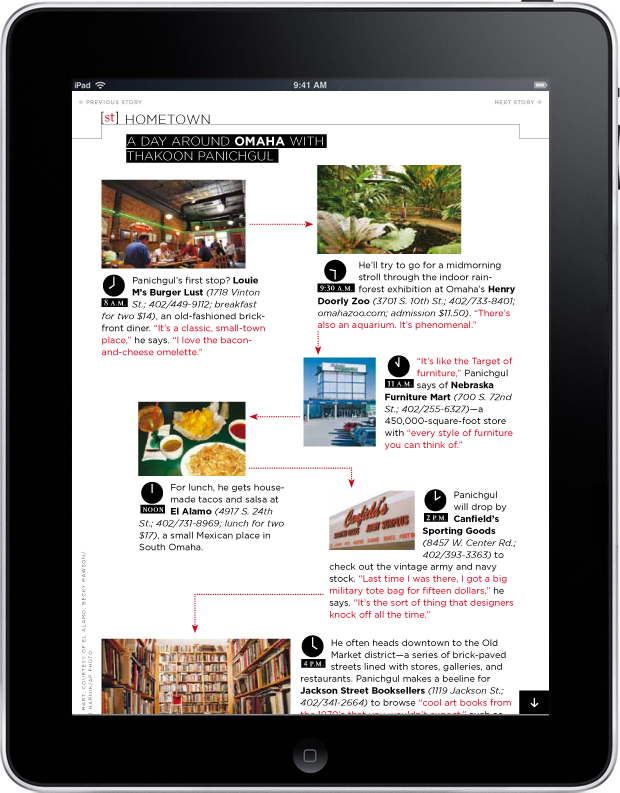 iPad
9:41 AM
← PREVIOUS STORY
NEXT STORY →
[st] HOMETOWN
A DAY AROUND OMAHA WITH
THAKOON PANICHGUL
8 A.M.
Panichgul's first stop? Louie
M's Burger Lust (1718 Vinton
St.; 402/449-9112; breakfast
for two $14), an old-fashioned brick-
front diner. “It's a classic, small-town
place,” he says. “I love the bacon-
and-cheese omelette.”
9:30 A.M.
He'll try to go for a midmorning
stroll through the indoor rain-
forest exhibition at Omaha's Henry
Doorly Zoo (3701 S. 10th St.; 402/733-8401;
omahazoo.com; admission $11.50). “There's
also an aquarium. It's phenomenal.”
11 A.M.
“It's like the Target of
furniture,” Panichgul
says of Nebraska
Furniture Mart (700 S. 72nd
St.; 402/255-6327)—a
450,000-square-foot store
with “every style of furniture
you can think of.”
NOON
For lunch, he gets house-
made tacos and salsa at
El Alamo (4917 S. 24th
St.; 402/731-8969; lunch for two
$17), a small Mexican place in
South Omaha.
Canfield's
SPORTING GOODS ARMY SURPLUS
2 P.M.
Panichgul
will drop by
Canfield's
Sporting Goods
(8457 W. Center Rd.;
402/393-3363) to
check out the vintage army and navy
stock. “Last time I was there, I got a big
military tote bag for fifteen dollars,” he
says. “It's the sort of thing that designers
knock off all the time.”
4 P.M.
He often heads downtown to the Old
Market district—a series of brick-paved
streets lined with stores, galleries, and
restaurants. Panichgul makes a beeline for
Jackson Street Booksellers (1119 Jackson St.;
402/341-2664) to browse “cool art books from
the 1970's that you wouldn't expect,” such as
MART; COURTESY OF EL ALAMO; BECKY RAWSON/
HARNIK/AP PHOTO